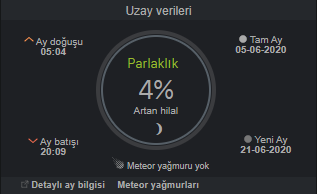 Uzay verileri
Ay doğuşu
05:04
Tam Ay
05-06-2020
Parlaklık
4%
Artan hilal
Ay batışı
20:09
Yeni Ay
21-06-2020
Meteor yağmuru yok
Detaylı ay bilgisi Meteor yağmurları